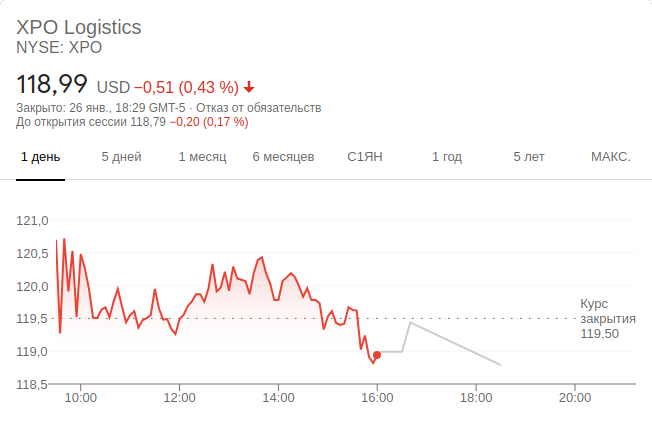 XPO Logistics
NYSE: XPO
118,99 USD −0,51 (0,43 %)
Закрыто: 26 янв., 18:29 GMT-5 · Отказ от обязательств
До открытия сессии 118,79 −0,20 (0,17 %)
1 день 5 дней 1 месяц 6 месяцев С1ЯН 1 год 5 лет МАКС.
121,0
120,5
120,0
119,5
119,0
118,5
Курс
закрытия
119,50
10:00 12:00 14:00 16:00 18:00 20:00